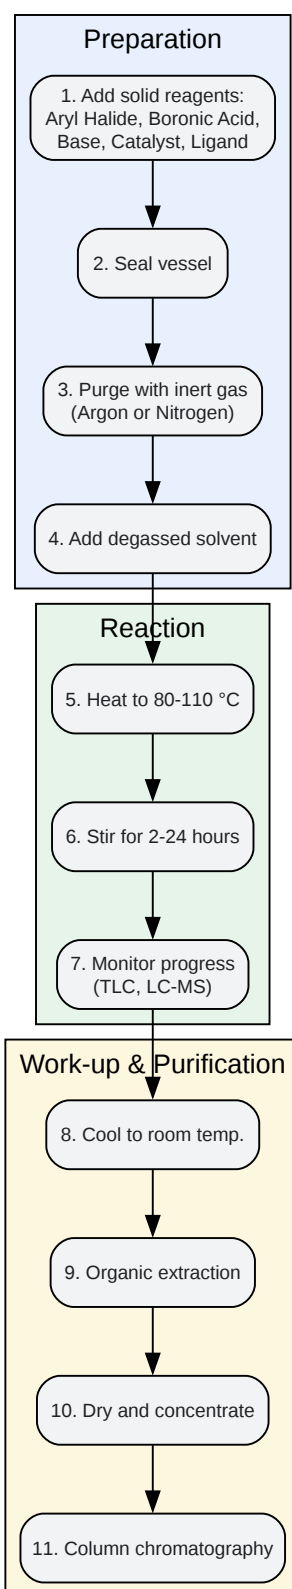 Preparation
1. Add solid reagents:
Aryl Halide, Boronic Acid,
Base, Catalyst, Ligand
2. Seal vessel
3. Purge with inert gas
(Argon or Nitrogen)
4. Add degassed solvent
Reaction
5. Heat to 80-110 °C
6. Stir for 2-24 hours
7. Monitor progress
(TLC, LC-MS)
Work-up & Purification
8. Cool to room temp.
9. Organic extraction
10. Dry and concentrate
11. Column chromatography